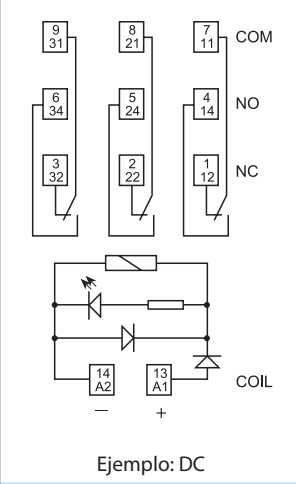 9 8 7 COM
31 21 11
6 5 4 NO
34 24 14
3 2 1 NC
32 22 12
14 13 COIL
A2 A1
— +
Ejemplo: DC